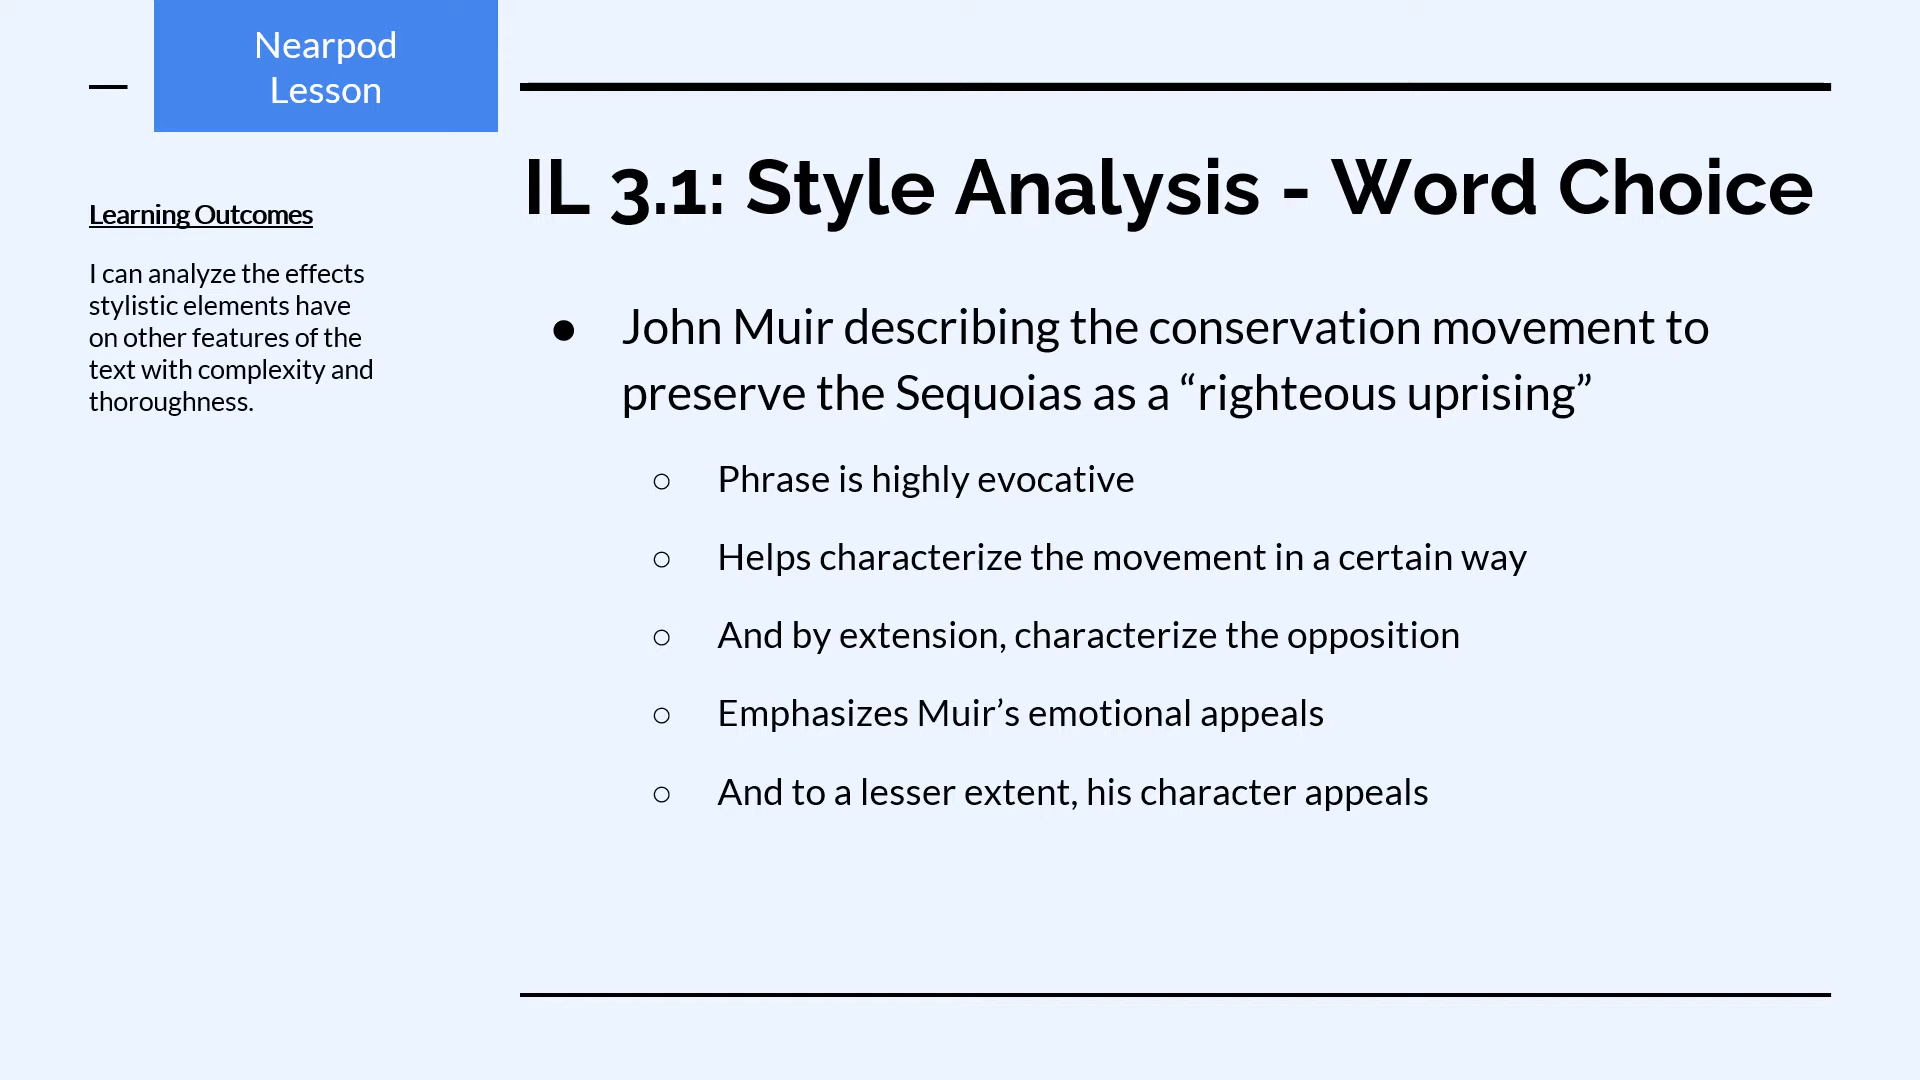 Nearpod
Lesson
Learning Outcomes
I can analyze the effects
stylistic elements have
on other features of the
text with complexity and
thoroughness.
IL 3.1: Style Analysis - Word Choice
● John Muir describing the conservation movement to
preserve the Sequoias as a “righteous uprising”
○ Phrase is highly evocative
○ Helps characterize the movement in a certain way
○ And by extension, characterize the opposition
○ Emphasizes Muir’s emotional appeals
○ And to a lesser extent, his character appeals